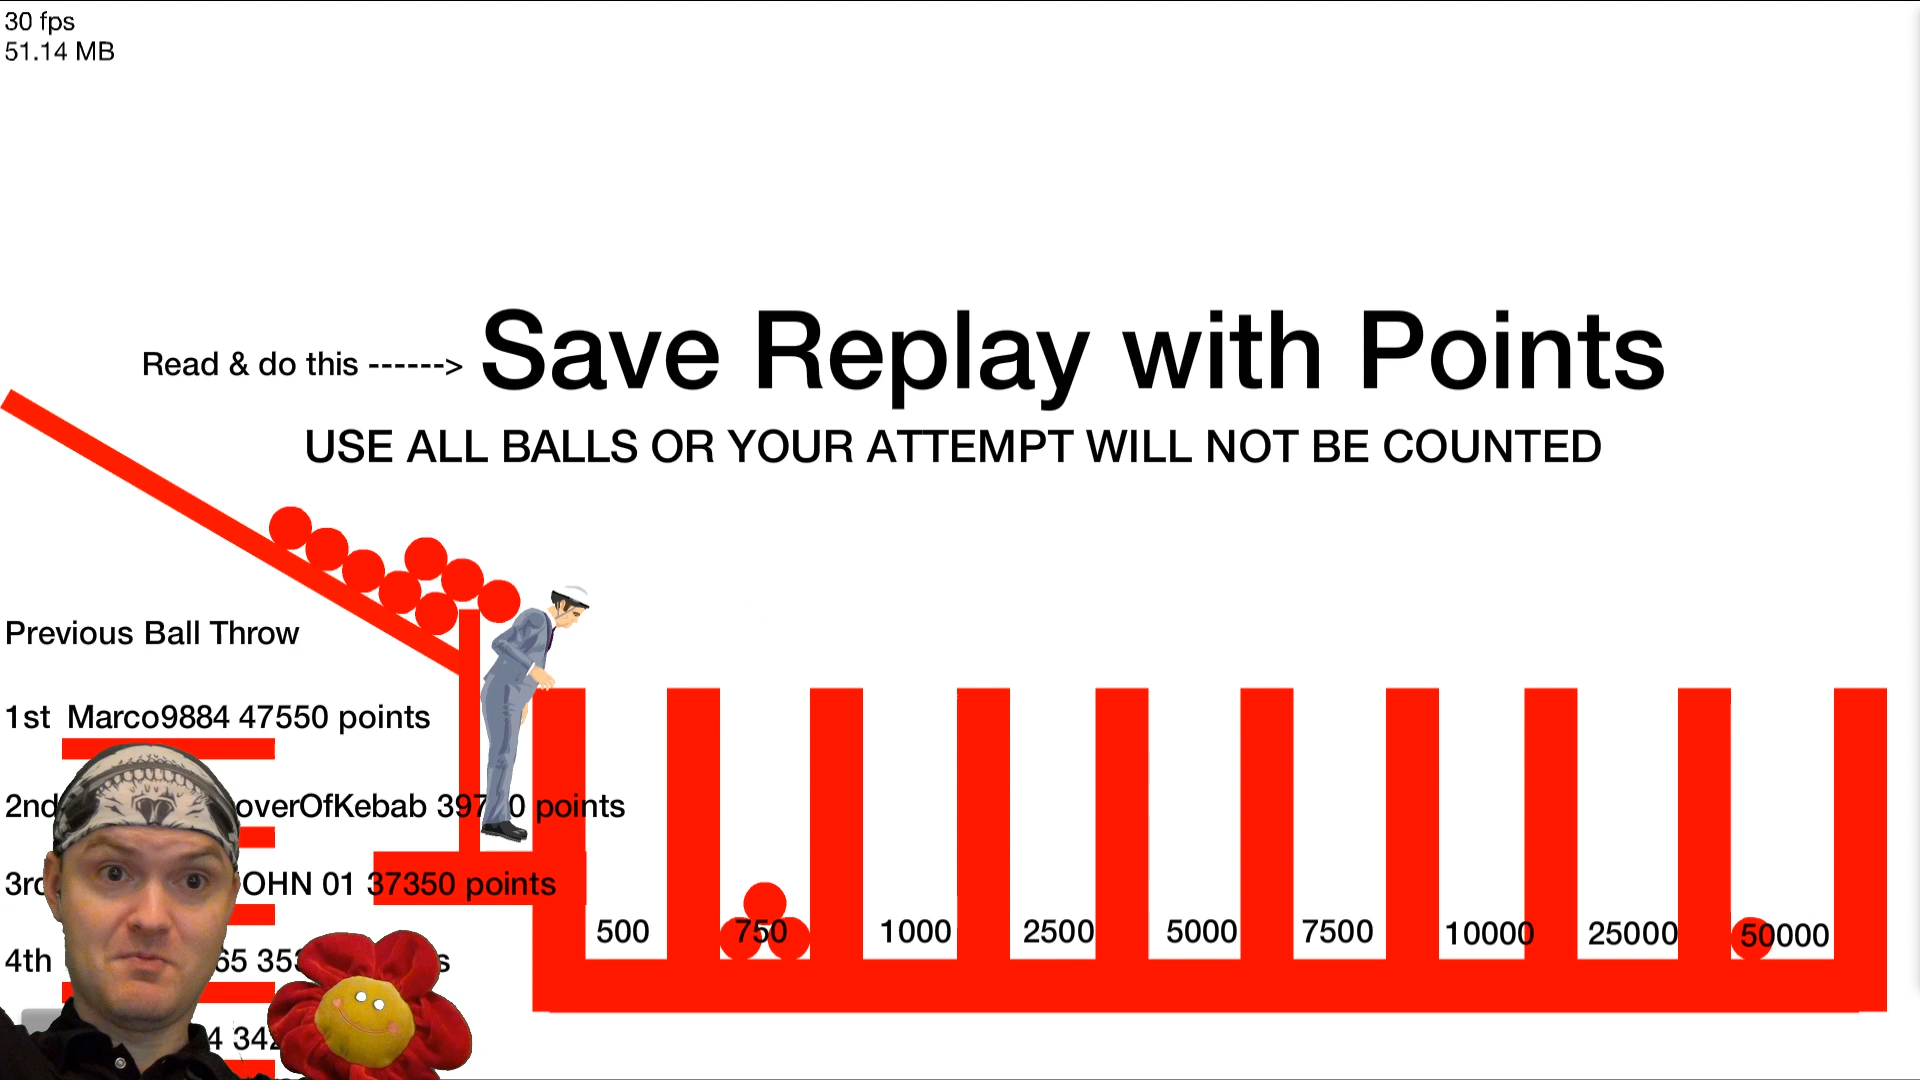 30 fps
51.14 MB
Read & do this ------> Save Replay with Points
USE ALL BALLS OR YOUR ATTEMPT WILL NOT BE COUNTED
Previous Ball Throw
1st Marco9884 47550 points
2nd points
3rd 01 37350 points
4th
500 750 1000 2500 5000 7500 10000 25000 50000